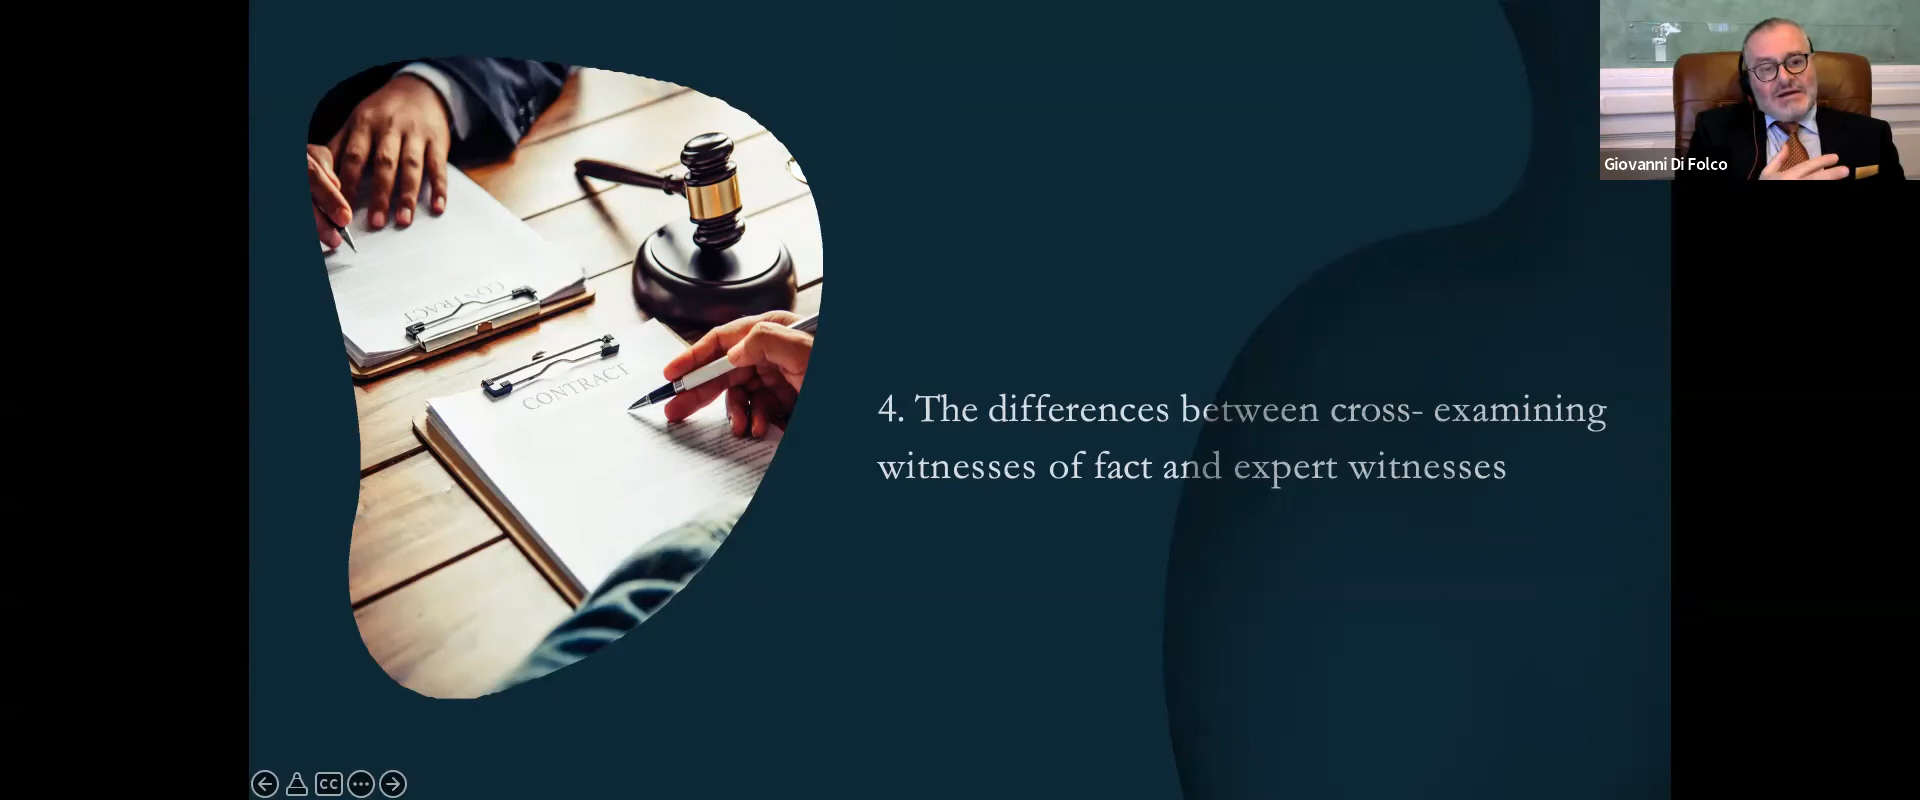 Giovanni Di Folco
CONTRACT
CONTRACT
4. The differences between cross- examining
witnesses of fact and expert witnesses
CC